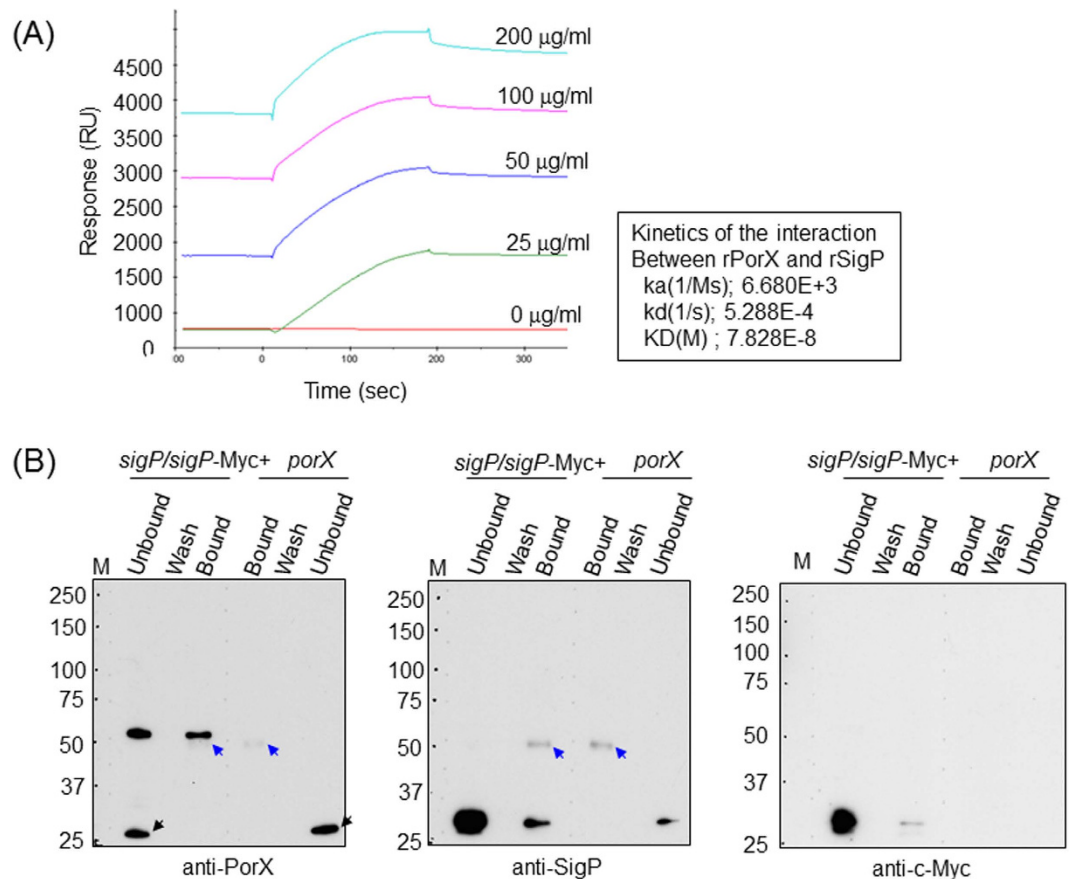 (A)
Response (RU)
4500
4000
3500
3000
2500
2000
1500
1000
0
200 µg/ml
100 µg/ml
50 µg/ml
25 µg/ml
0 µg/ml
00 0 100 200 300
Time (sec)
Kinetics of the interaction
Between rPorX and rSigP
ka(1/Ms); 6.680E+3
kd(1/s); 5.288E-4
KD(M) ; 7.828E-8
(B)
sigP/sigP-Myc+ porX
M Unbound Wash Bound Bound Wash Unbound
250
150
100
75
50
37
25
anti-PorX
sigP/sigP-Myc+ porX
M Unbound Wash Bound Bound Wash Unbound
250
150
100
75
50
37
25
anti-SigP
sigP/sigP-Myc+ porX
M Unbound Wash Bound Bound Wash Unbound
250
150
100
75
50
37
25
anti-c-Myc